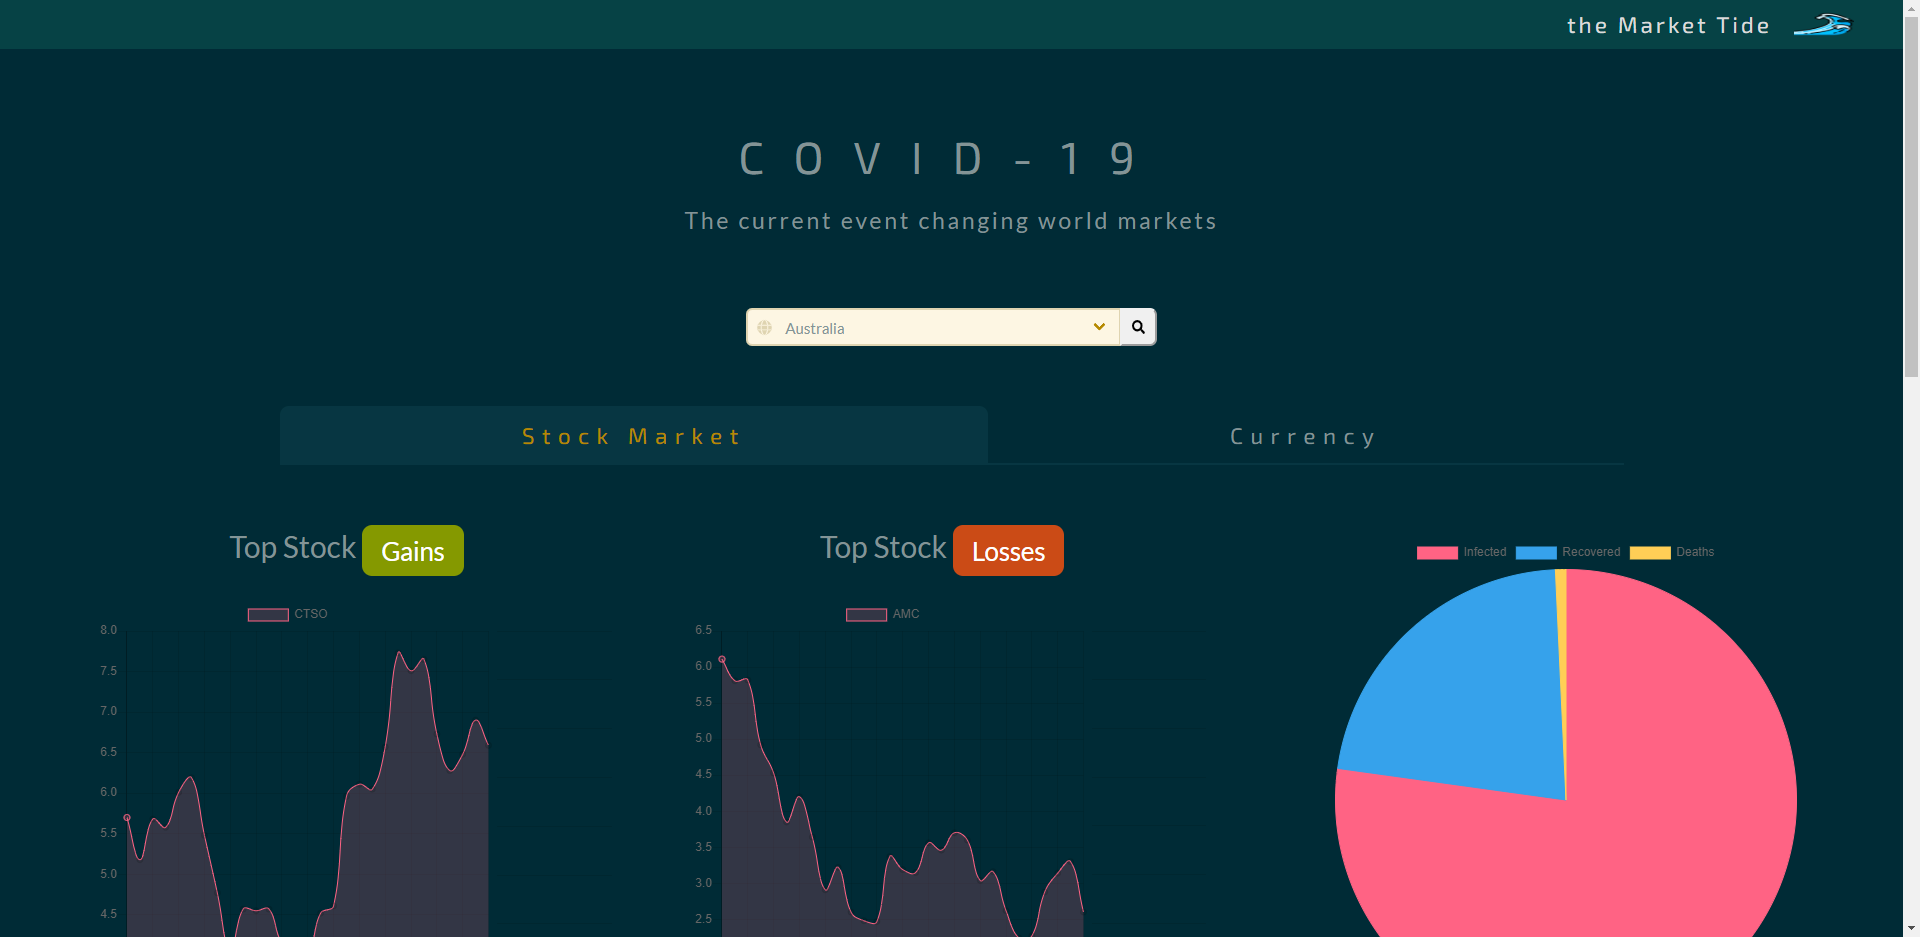 the Market Tide
COVID-19
The current event changing world markets
Australia
Stock Market
Currency
Top Stock Gains
CTSO
8.0
7.5
7.0
6.5
6.0
5.5
5.0
4.5
Top Stock Losses
AMC
6.5
6.0
5.5
5.0
4.5
4.0
3.5
3.0
2.5
Infected Recovered Deaths